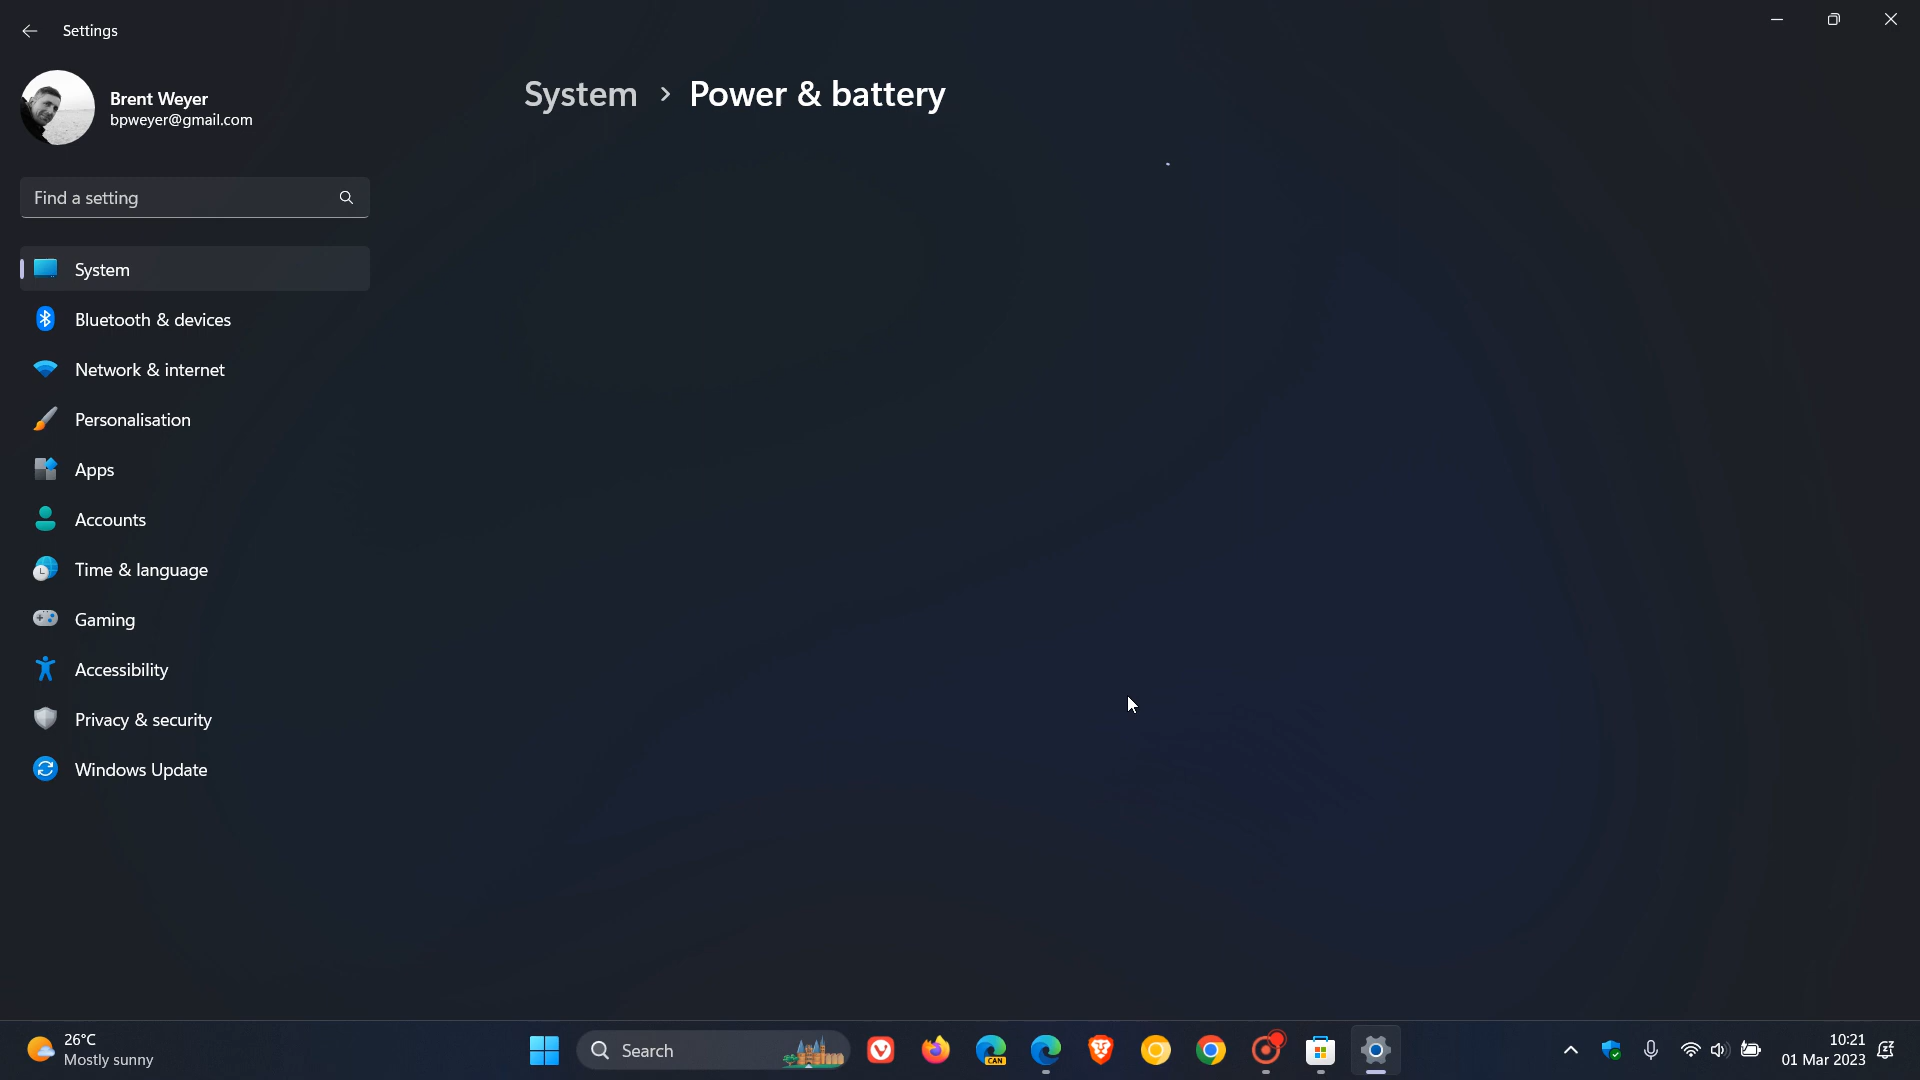 Settings
Brent Weyer
bpweyer@gmail.com
System > Power & battery
Find a setting
System
Bluetooth & devices
Network & internet
Personalisation
Apps
Accounts
Time & language
Gaming
Accessibility
Privacy & security
Windows Update
26°C
Mostly sunny
Search
CAN
10:21
01 Mar 2023